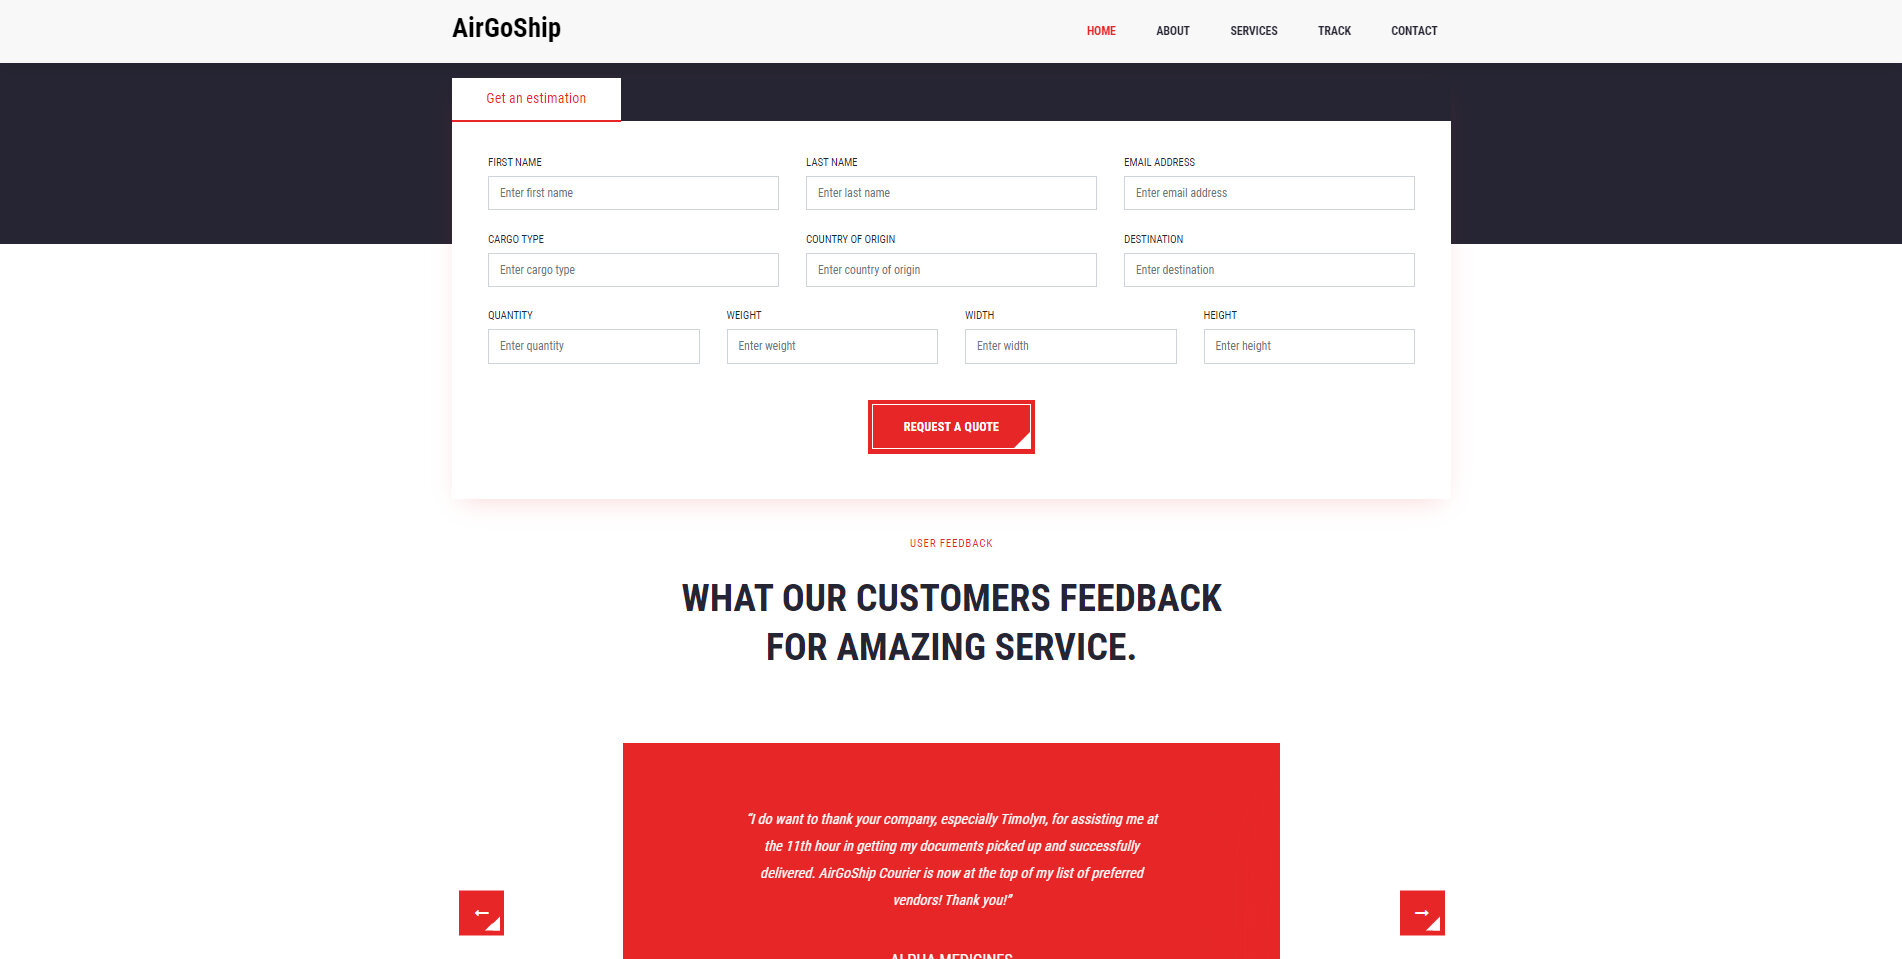 AirGoShip
HOME ABOUT SERVICES TRACK CONTACT
Get an estimation
FIRST NAME LAST NAME EMAIL ADDRESS
Enter first name Enter last name Enter email address
CARGO TYPE COUNTRY OF ORIGIN DESTINATION
Enter cargo type Enter country of origin Enter destination
QUANTITY WEIGHT WIDTH HEIGHT
Enter quantity Enter weight Enter width Enter height
REQUEST A QUOTE
USER FEEDBACK
WHAT OUR CUSTOMERS FEEDBACK
FOR AMAZING SERVICE.
"I do want to thank your company, especially Timolyn, for assisting me at
the 11th hour in getting my documents picked up and successfully
delivered. AirGoShip Courier is now at the top of my list of preferred
vendors! Thank you!"
ALPHA MEDICINES